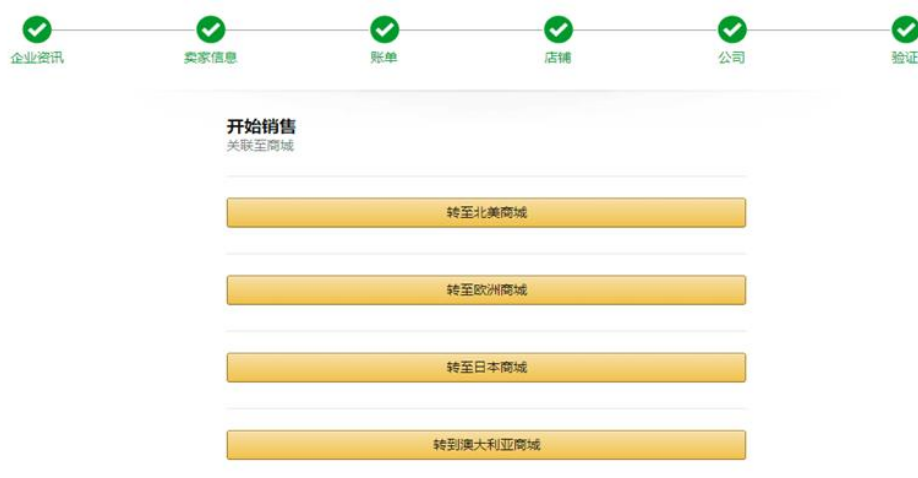 企业资讯 卖家信息 账单 店铺 公司 验证
开始销售
关联至商城
转至北美商城
转至欧洲商城
转至日本商城
转到澳大利亚商城